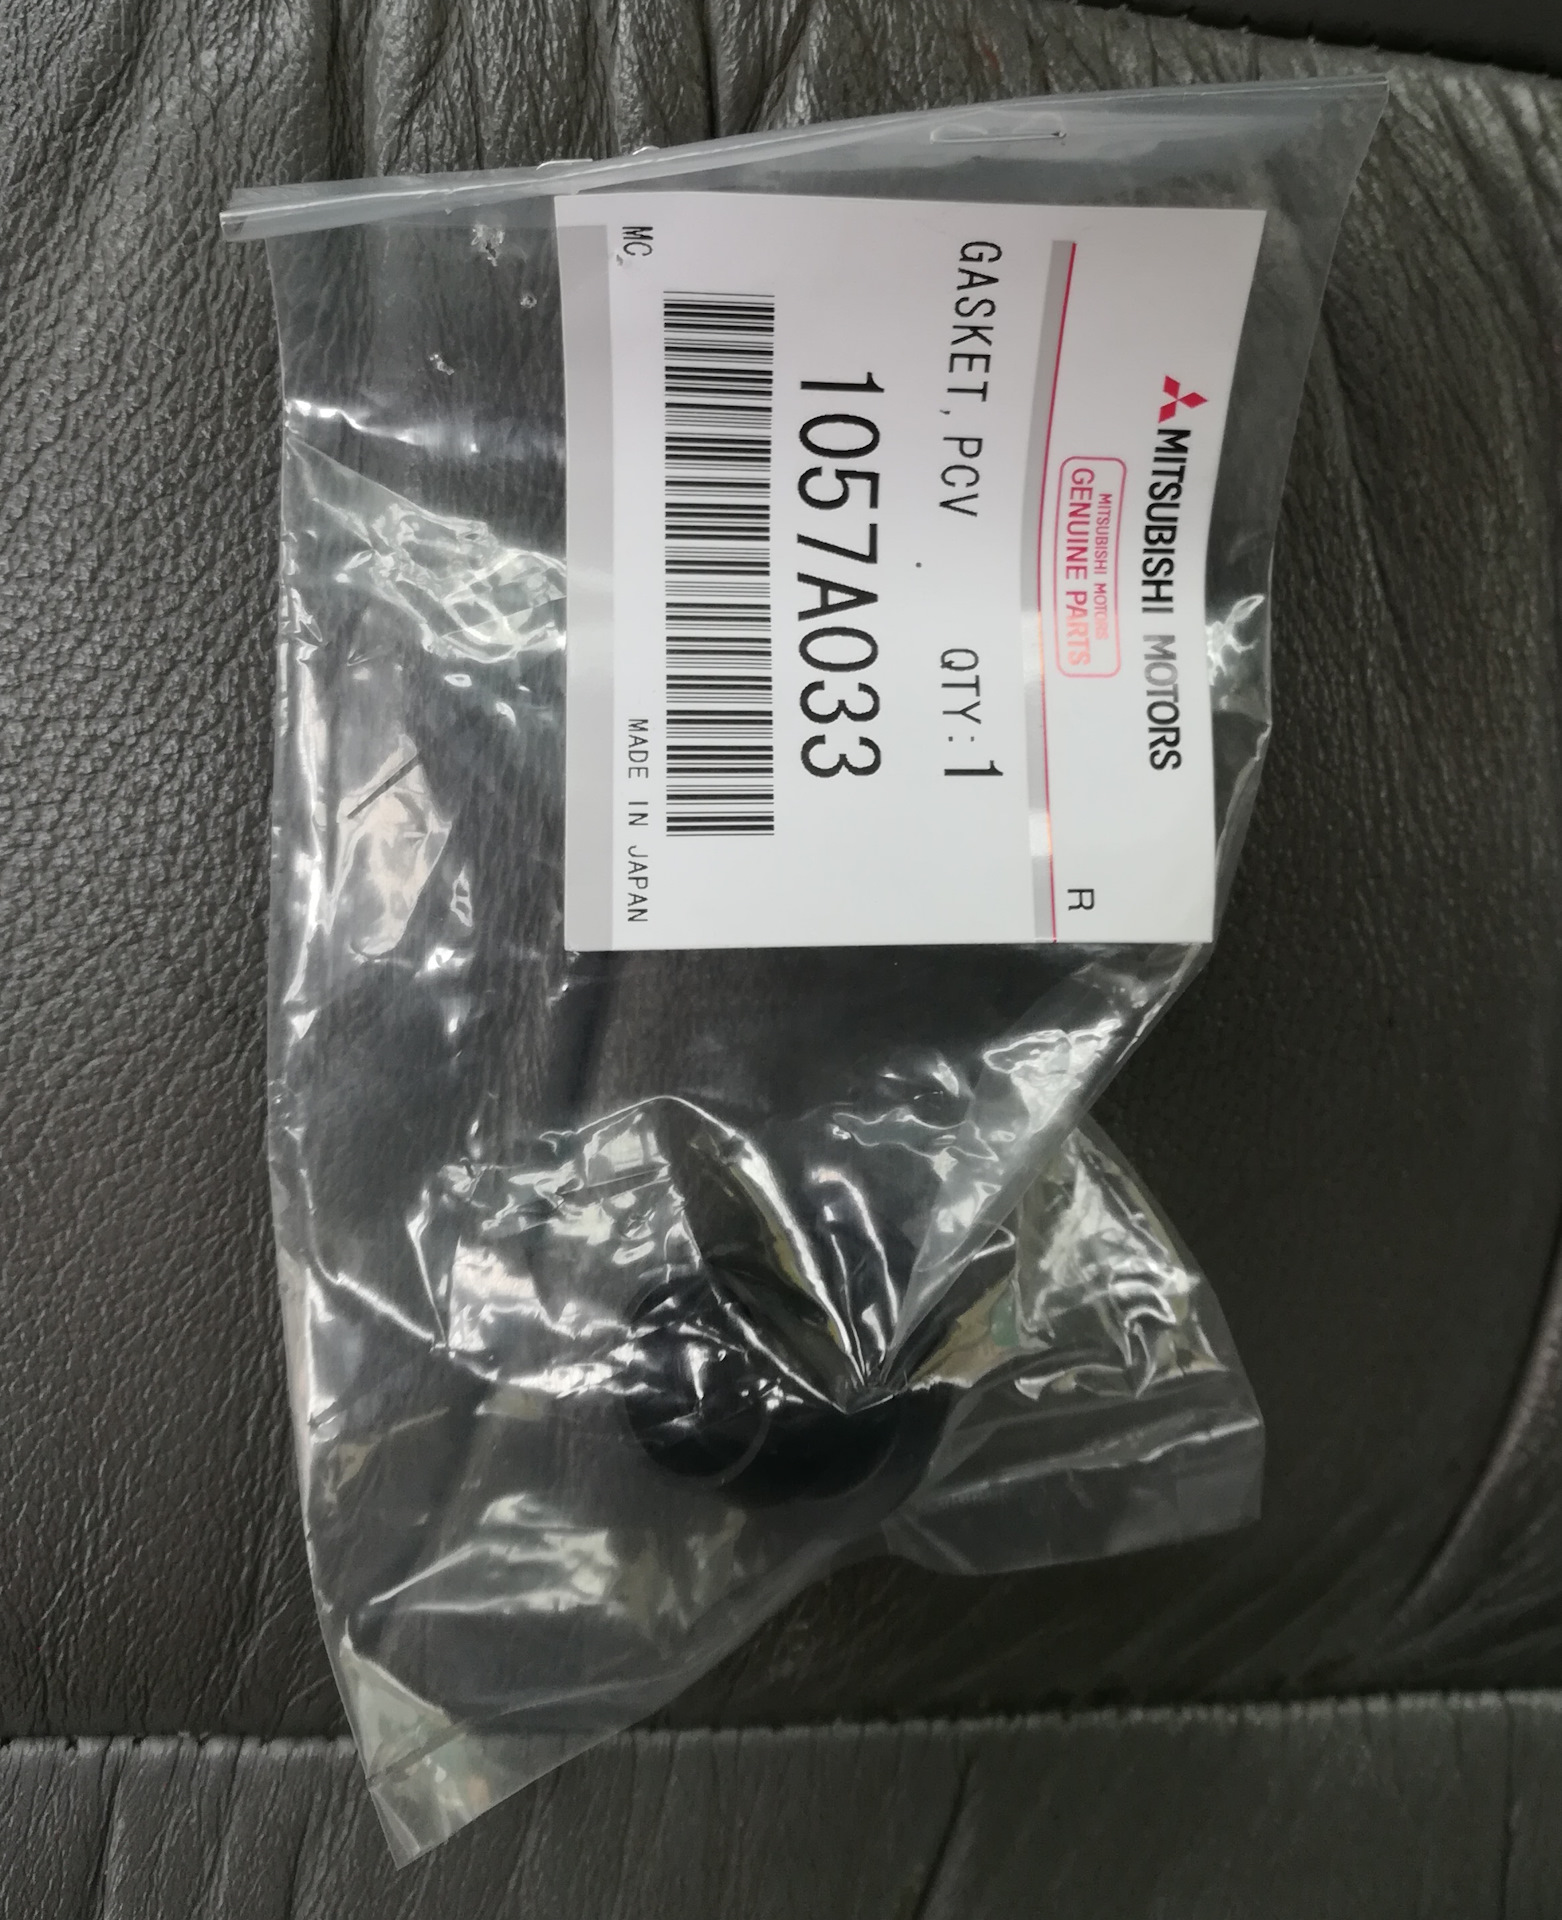 MITSUBISHI MOTORS
MITSUBISHI MOTORS
GENUINE PARTS
R
GASKET, PCV QTY:1
1057A033
MC MADE IN JAPAN